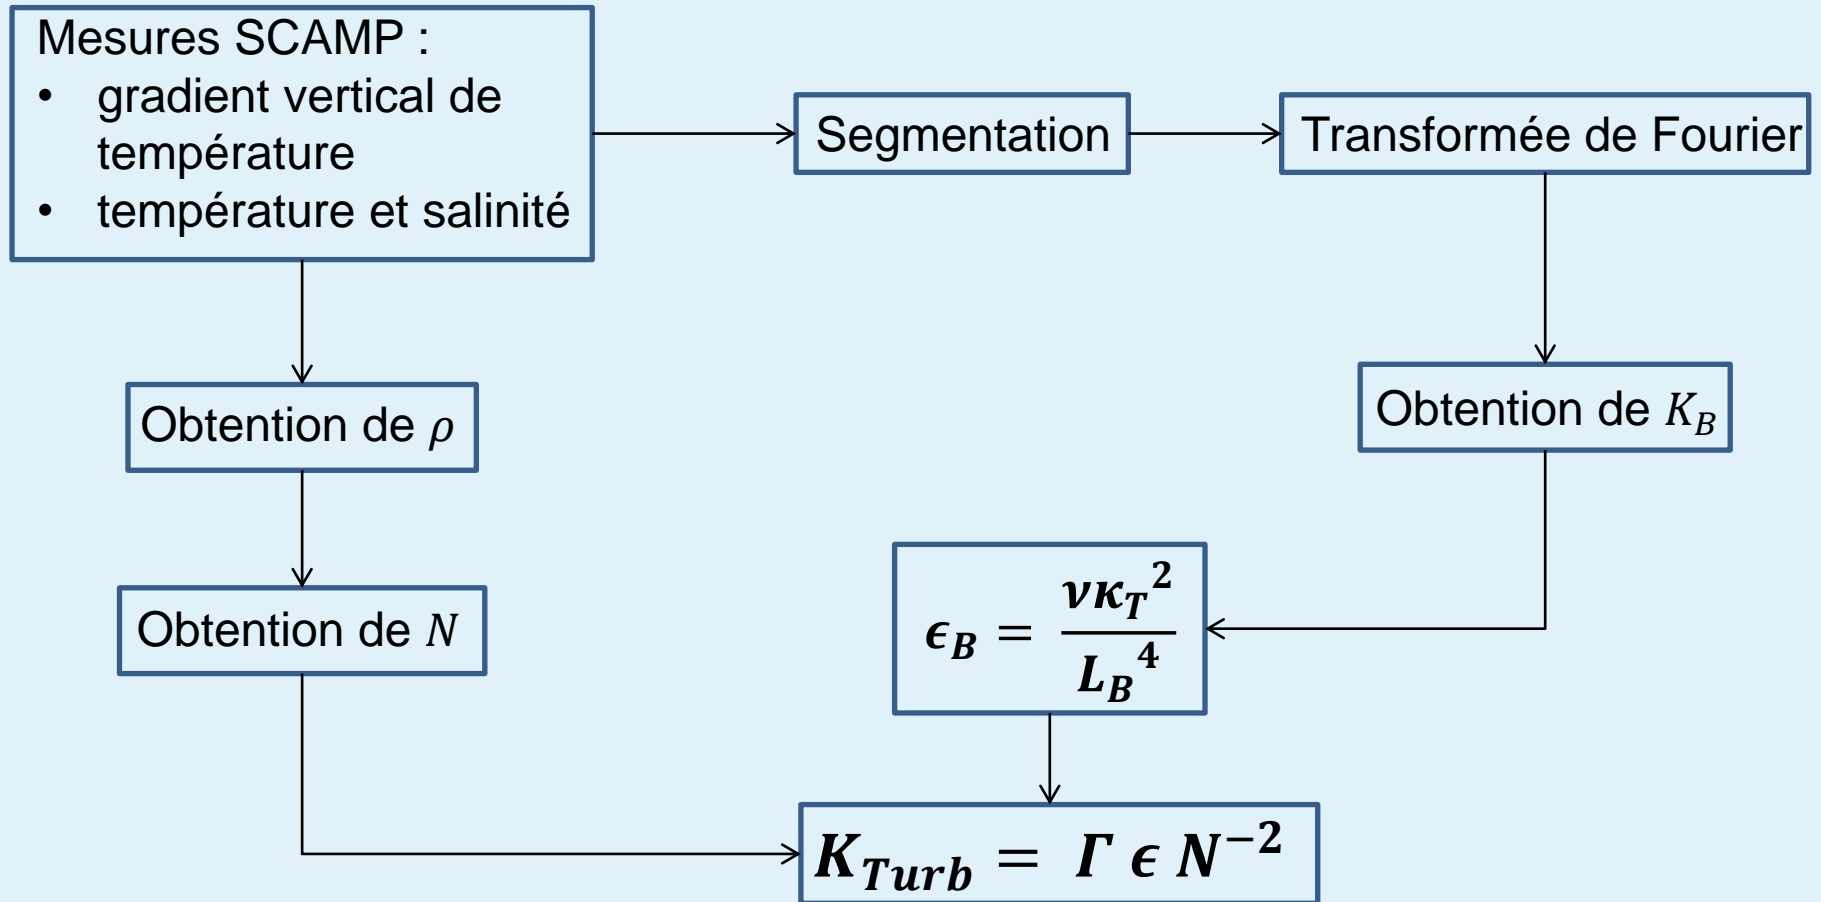 Mesures SCAMP :
• gradient vertical de
température
• température et salinité
Segmentation
Transformée de Fourier
Obtention de ρ
Obtention de K_B
Obtention de N
ϵ_B = νκ_T² / L_B⁴
K_Turb = Γ ϵ N⁻²